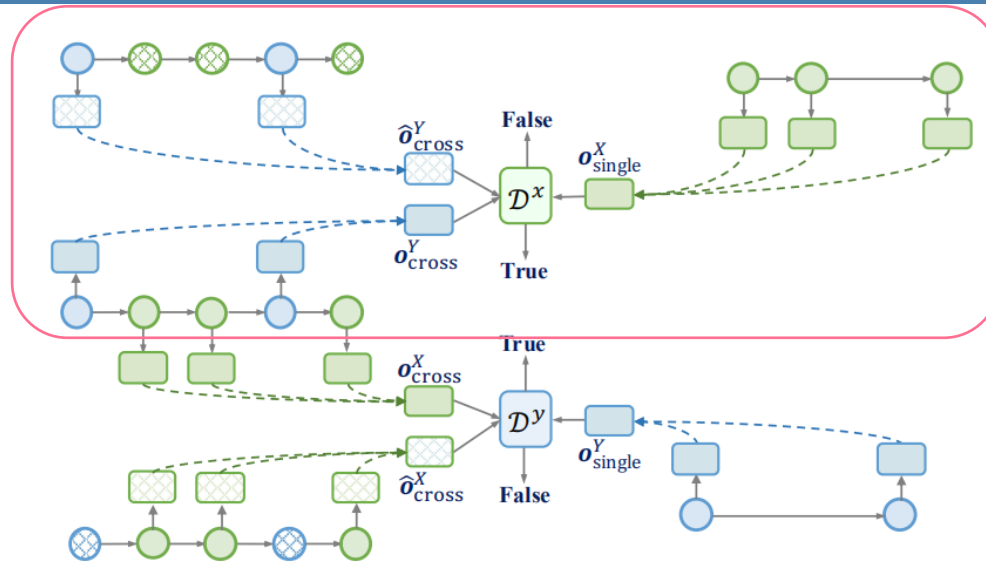 ô^Y_cross
False
o^X_single
𝒟^x
o^Y_cross
True
True
o^X_cross
𝒟^y
ô^X_cross
o^Y_single
False